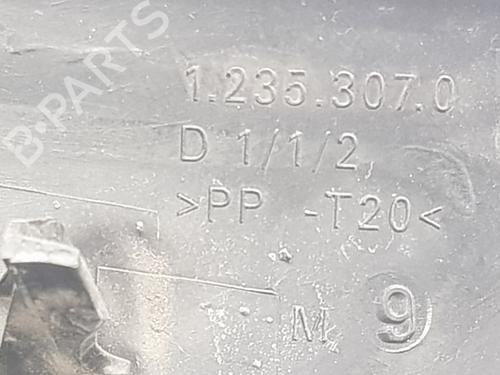 B-PARTS
1.235.307.0
D 1/1/2
>PP -T20<
M 9